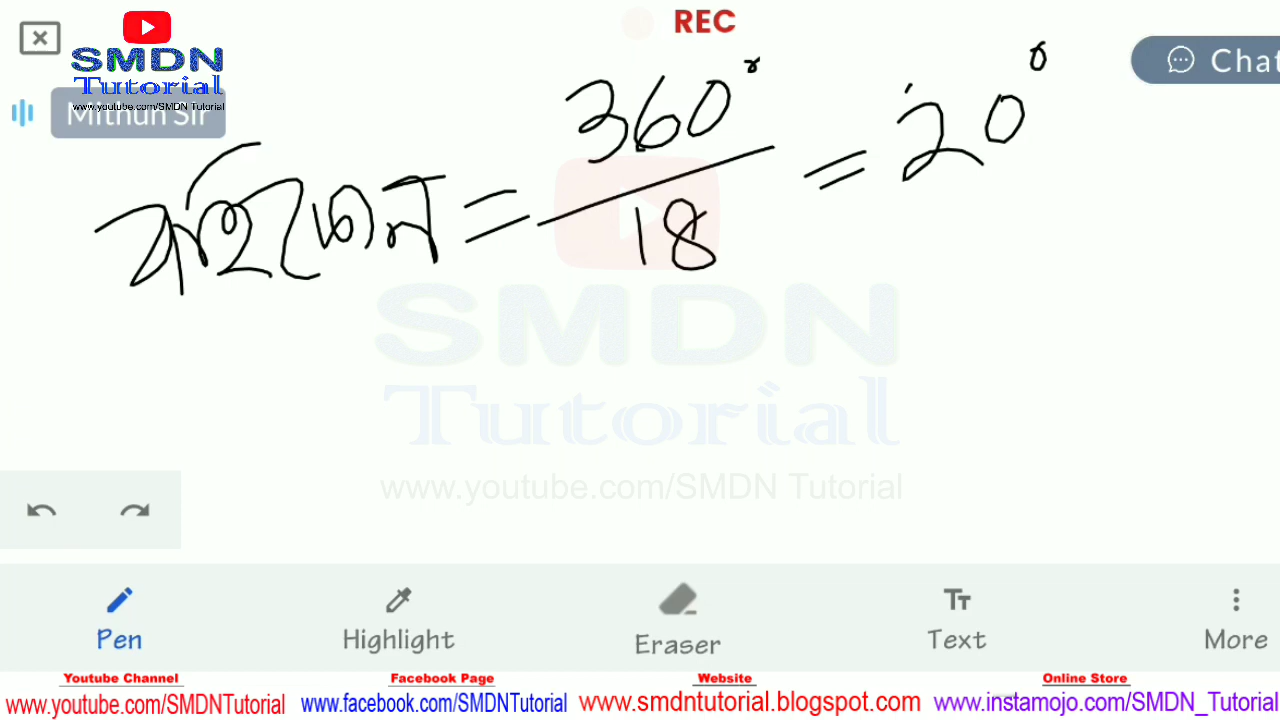 REC
SMDN
Tutorial
www.youtube.com/SMDN Tutorial
Mithun Sir
Chat
বহিঃকোন = 360° / 18 = 20°
SMDN
Tutorial
www.youtube.com/SMDN Tutorial
Pen Highlight Eraser Text More
Youtube Channel Facebook Page Website Online Store
www.youtube.com/SMDNTutorial www.facebook.com/SMDNTutorial www.smdntutorial.blogspot.com www.instamojo.com/SMDN_Tutorial